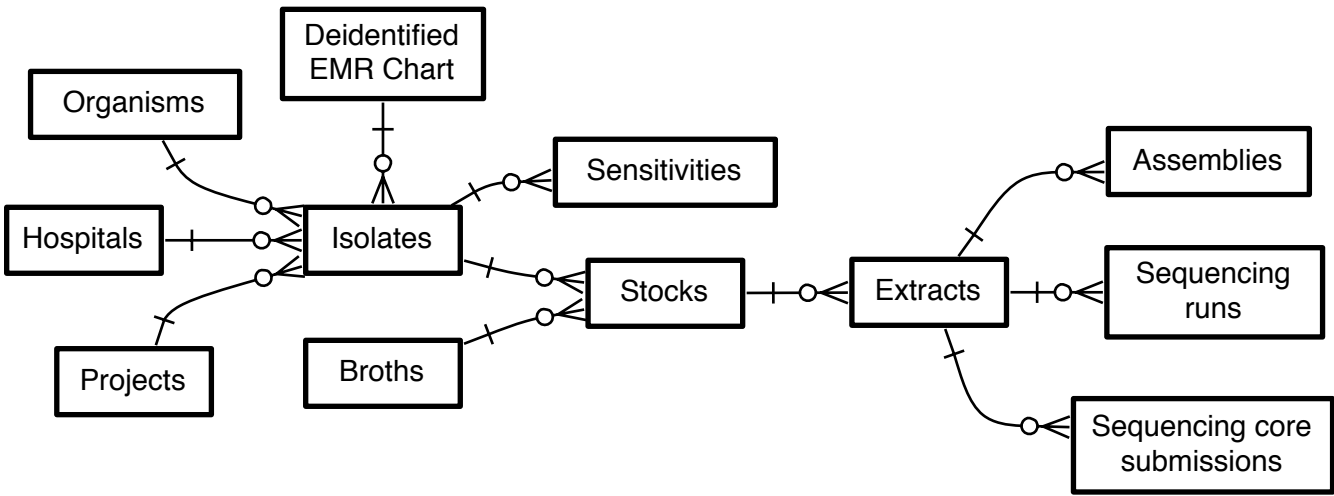 Deidentified
EMR Chart
Organisms
Sensitivities
Assemblies
Hospitals
Isolates
Stocks
Extracts
Sequencing
runs
Projects
Broths
Sequencing core
submissions